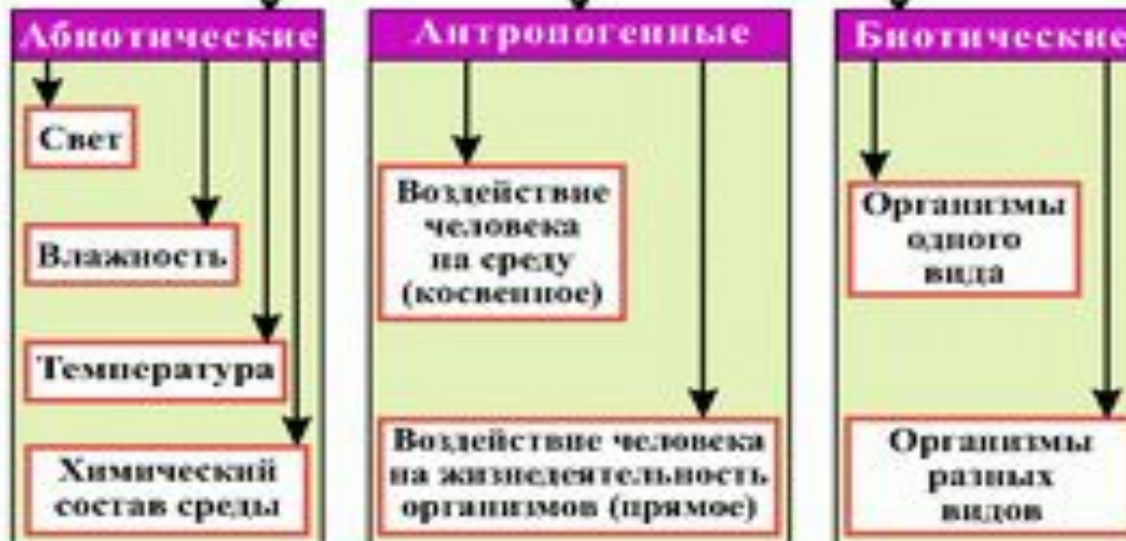 Абиотические
Свет
Влажность
Температура
Химический
состав среды
Антропогенные
Воздействие
человека
на среду
(косвенное)
Воздействие человека
на жизнедеятельность
организмов (прямое)
Биотические
Организмы
одного
вида
Организмы
разных
видов